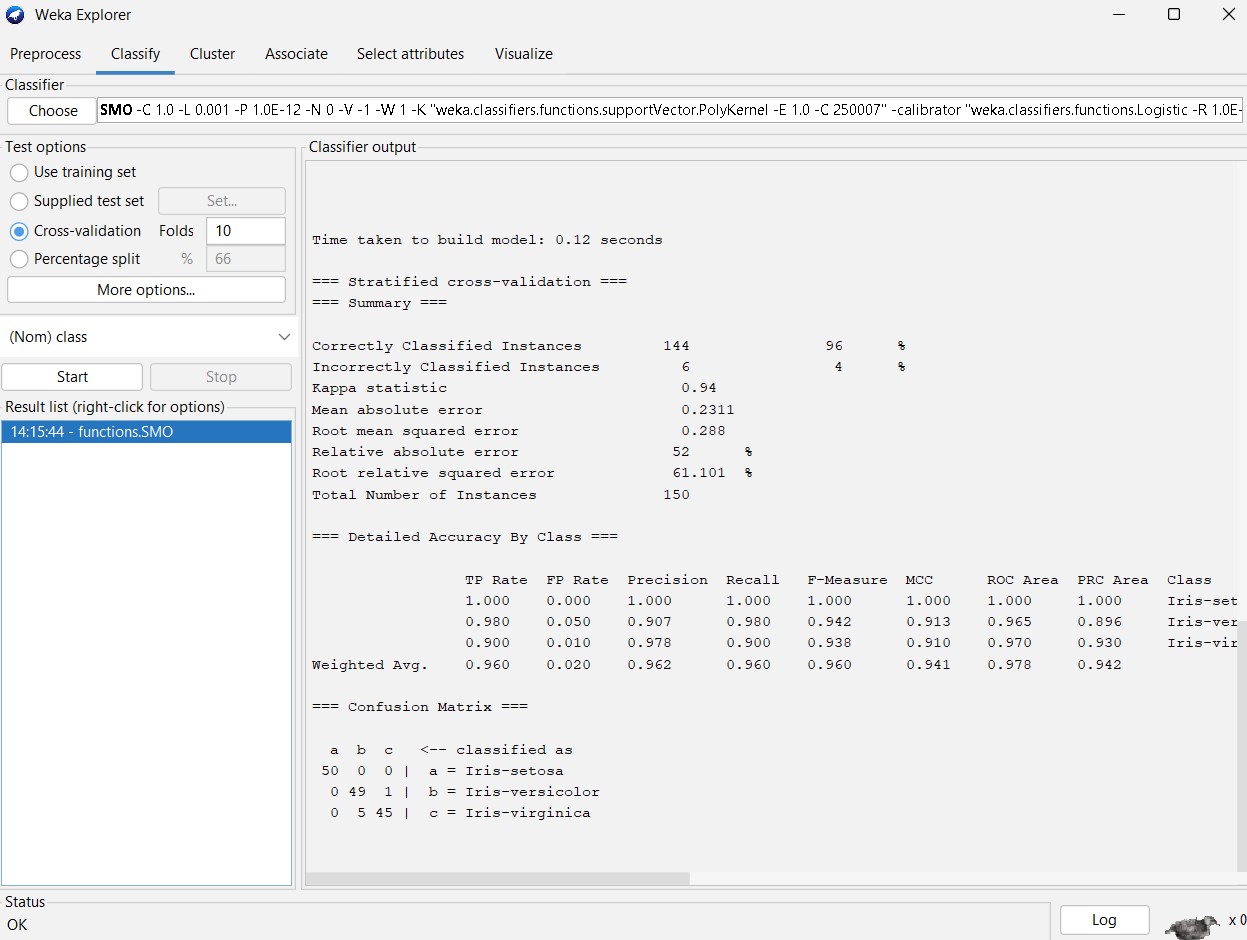 Weka Explorer
Preprocess Classify Cluster Associate Select attributes Visualize
Classifier
Choose SMO -C 1.0 -L 0.001 -P 1.0E-12 -N 0 -V -1 -W 1 -K "weka.classifiers.functions.supportVector.PolyKernel -E 1.0 -C 250007" -calibrator "weka.classifiers.functions.Logistic -R 1.0E-
Test options
Use training set
Supplied test set Set...
Cross-validation Folds 10
Percentage split % 66
More options...
(Nom) class
Start Stop
Result list (right-click for options)
14:15:44 - functions.SMO
Classifier output
Time taken to build model: 0.12 seconds
=== Stratified cross-validation ===
=== Summary ===
Correctly Classified Instances 144 96 %
Incorrectly Classified Instances 6 4 %
Kappa statistic 0.94
Mean absolute error 0.2311
Root mean squared error 0.288
Relative absolute error 52 %
Root relative squared error 61.101 %
Total Number of Instances 150
=== Detailed Accuracy By Class ===
TP Rate FP Rate Precision Recall F-Measure MCC ROC Area PRC Area Class
1.000 0.000 1.000 1.000 1.000 1.000 1.000 1.000 Iris-set
0.980 0.050 0.907 0.980 0.942 0.913 0.965 0.896 Iris-ver
0.900 0.010 0.978 0.900 0.938 0.910 0.970 0.930 Iris-vir
Weighted Avg. 0.960 0.020 0.962 0.960 0.960 0.941 0.978 0.942
=== Confusion Matrix ===
a b c <-- classified as
50 0 0 | a = Iris-setosa
0 49 1 | b = Iris-versicolor
0 5 45 | c = Iris-virginica
Status
OK
Log x 0